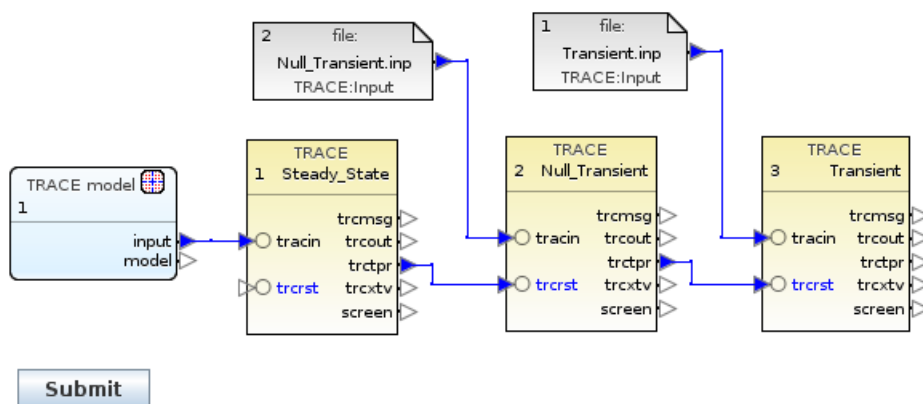 2 file:
Null_Transient.inp
TRACE:Input
1 file:
Transient.inp
TRACE:Input
TRACE model
1
input
model
TRACE
1 Steady_State
trcmsg
tracin trcout
trctpr
trcrst trcxtv
screen
TRACE
2 Null_Transient
trcmsg
tracin trcout
trctpr
trcrst trcxtv
screen
TRACE
3 Transient
trcmsg
tracin trcout
trctpr
trcrst trcxtv
screen
Submit